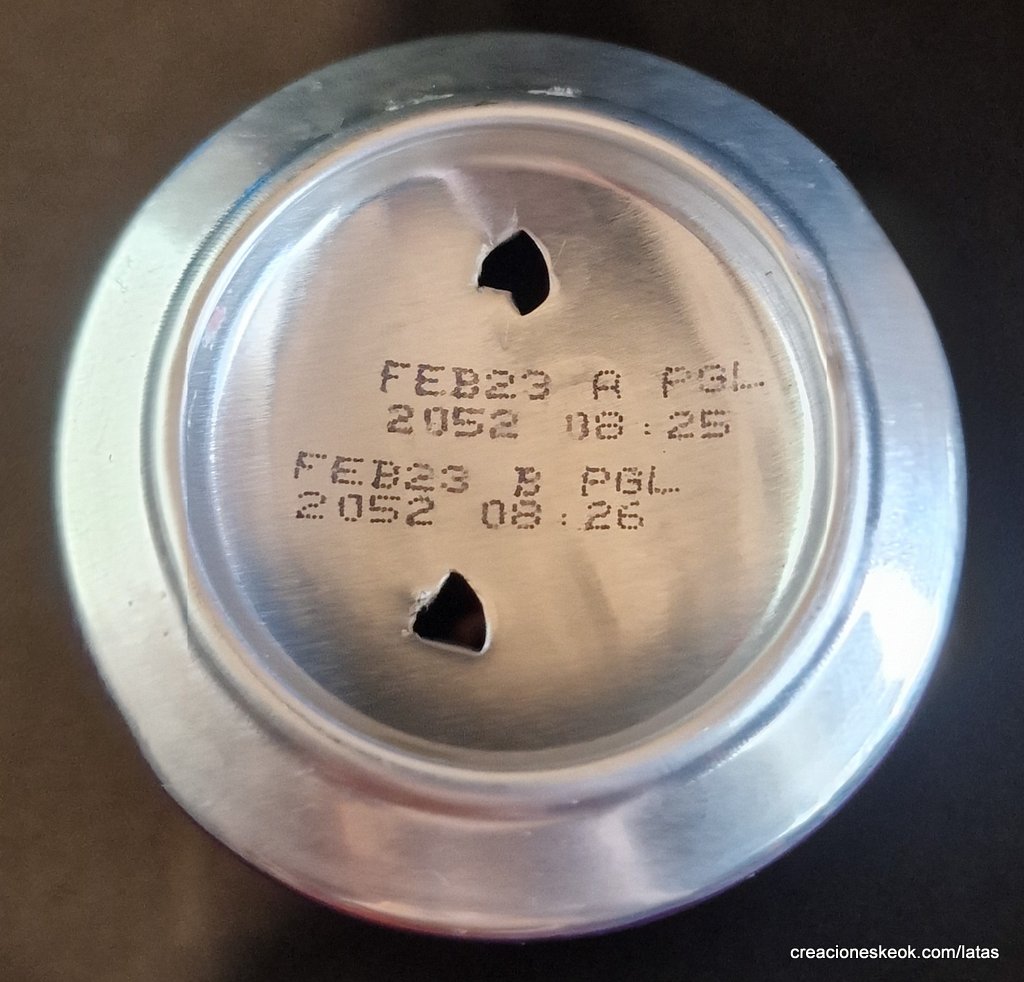 FEB23 A PGL
2052 08:25
FEB23 B PGL
2052 08:26
creacioneskeok.com/latas